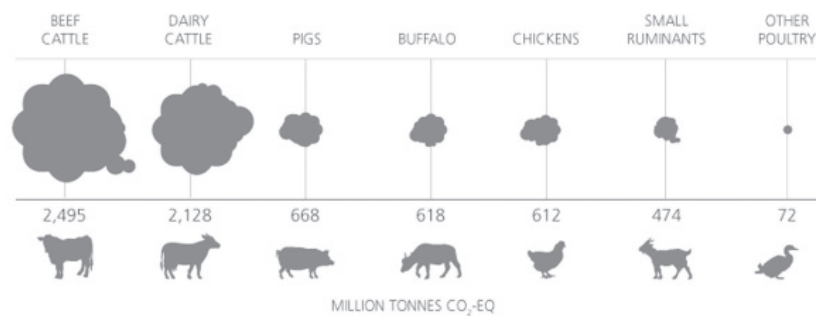 BEEF CATTLE
DAIRY CATTLE
PIGS
BUFFALO
CHICKENS
SMALL RUMINANTS
OTHER POULTRY
2,495
2,128
668
618
612
474
72
MILLION TONNES CO₂-EQ